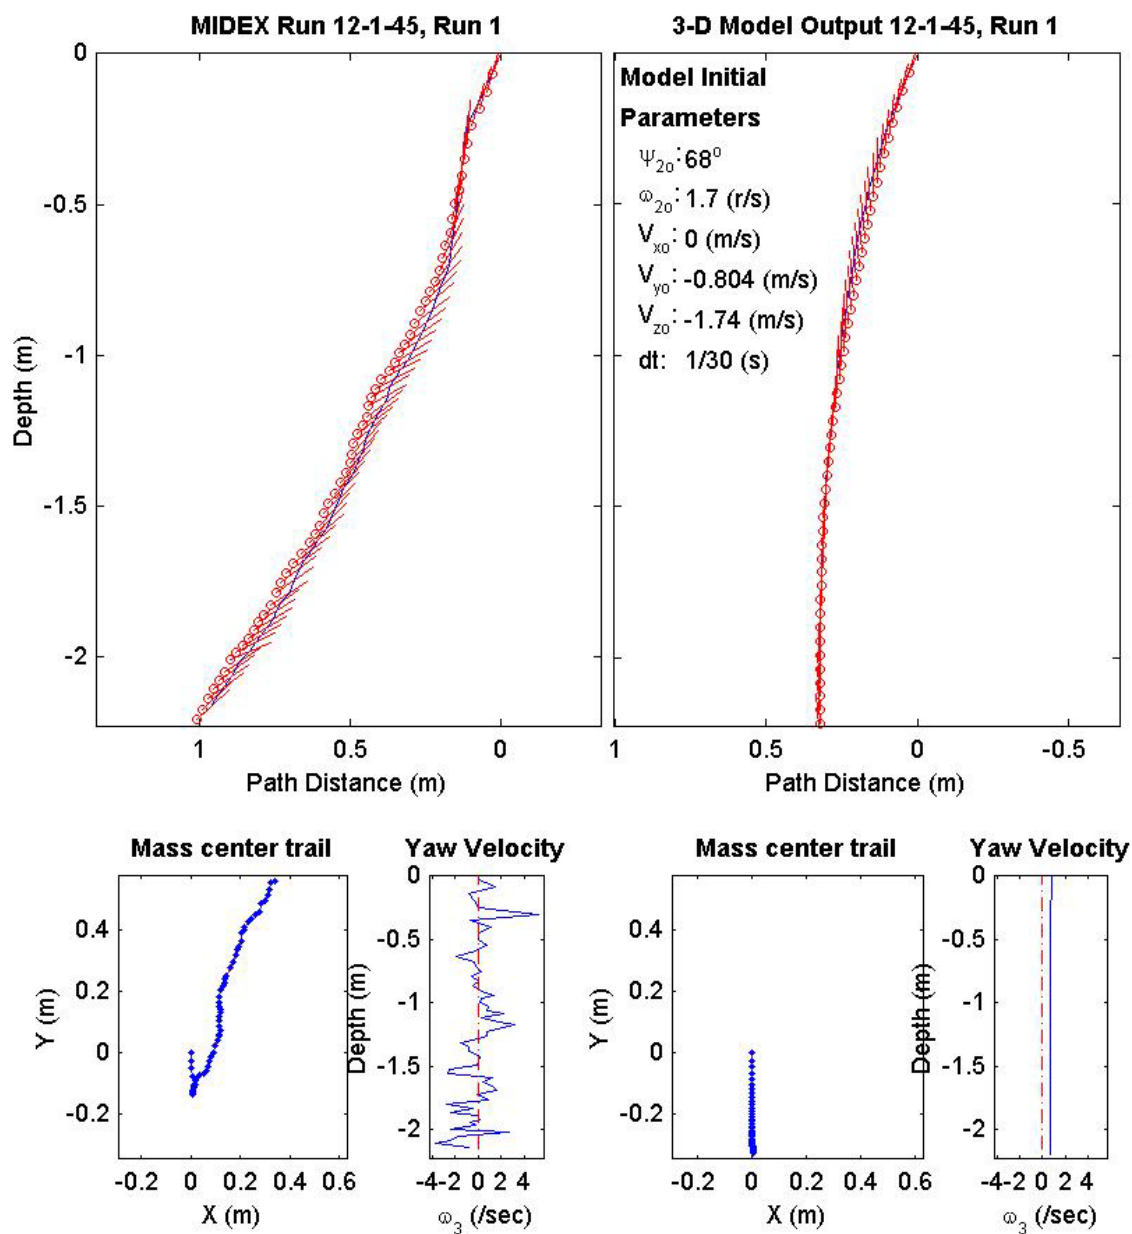 MIDEX Run 12-1-45, Run 1
3-D Model Output 12-1-45, Run 1
0
-0.5
-1
-1.5
-2
Depth (m)
1
0.5
0
Path Distance (m)
Model Initial
Parameters
Ψ2o: 68o
ω2o: 1.7 (r/s)
Vxo: 0 (m/s)
Vyo: -0.804 (m/s)
Vzo: -1.74 (m/s)
dt: 1/30 (s)
1
0.5
0
-0.5
Path Distance (m)
Mass center trail
0.4
0.2
0
-0.2
Y (m)
-0.2
0
0.2
0.4
0.6
X (m)
Yaw Velocity
0
-0.5
-1
-1.5
-2
Depth (m)
-4
-2
0
2
4
ω3 (/sec)
Mass center trail
0.4
0.2
0
-0.2
Y (m)
-0.2
0
0.2
0.4
0.6
X (m)
Yaw Velocity
0
-0.5
-1
-1.5
-2
Depth (m)
-4
-2
0
2
4
ω3 (/sec)